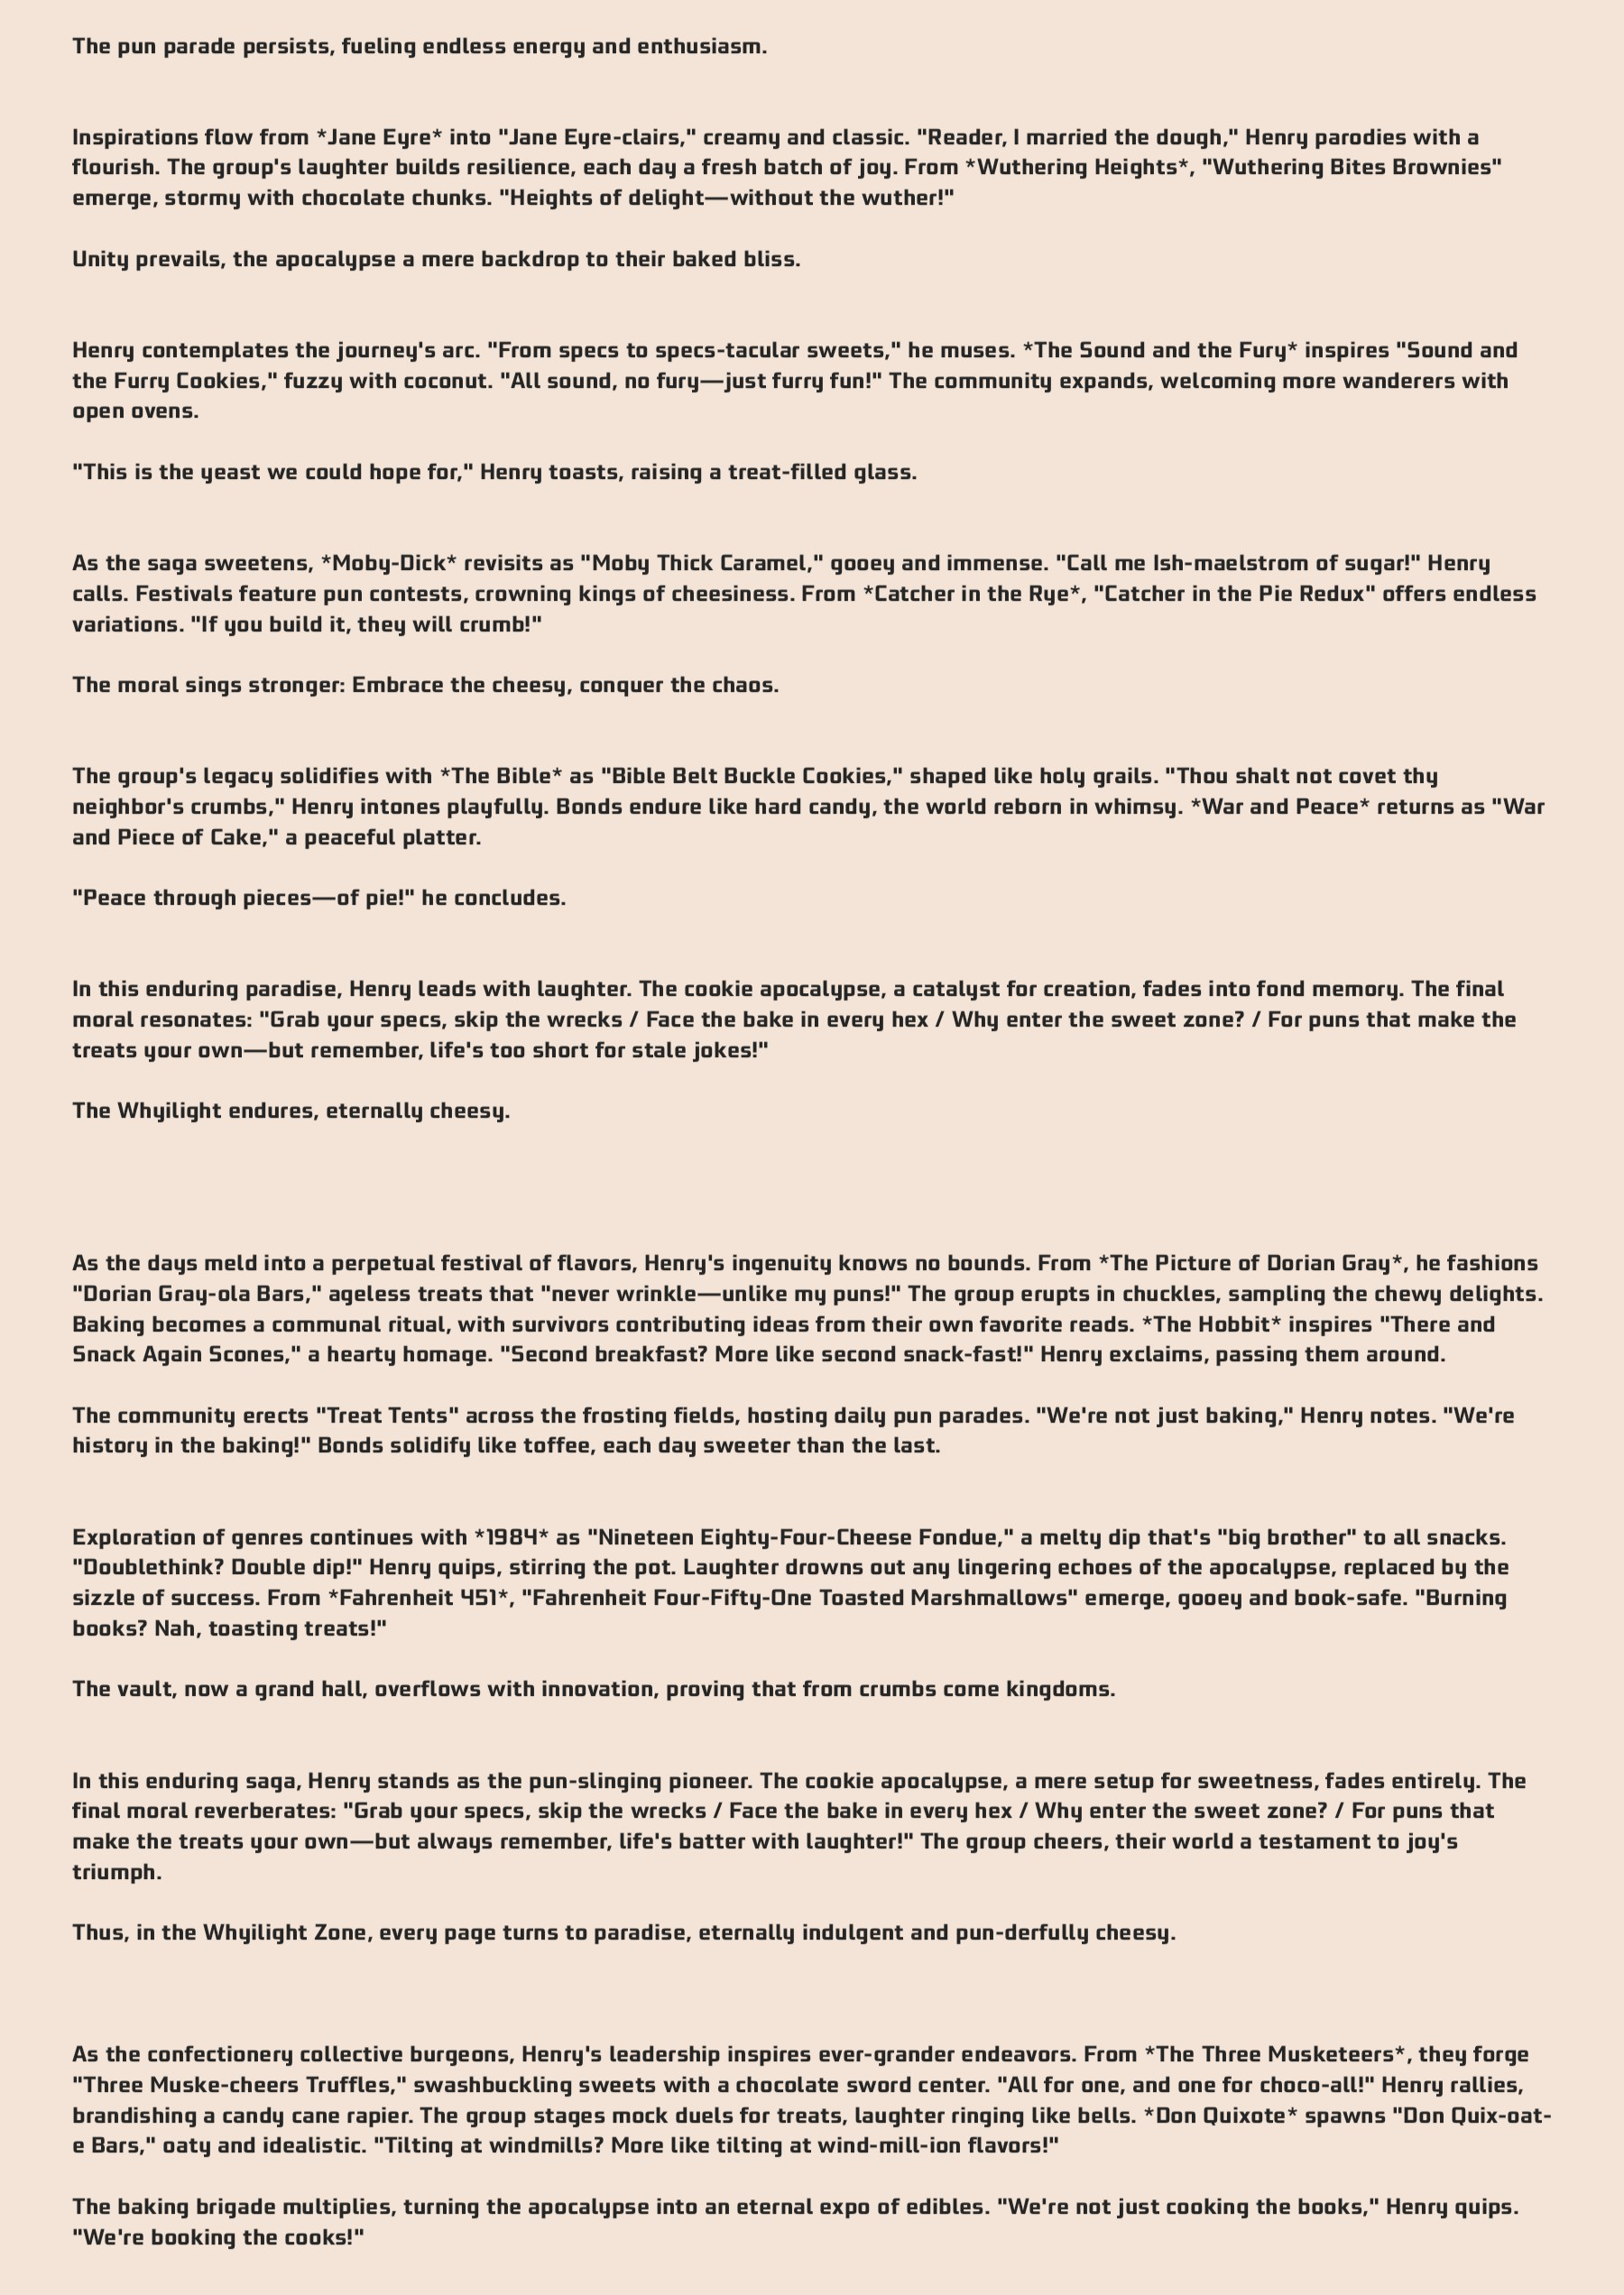 The pun parade persists, fueling endless energy and enthusiasm.
Inspirations flow from *Jane Eyre* into "Jane Eyre-clairs," creamy and classic. "Reader, I married the dough," Henry parodies with a
flourish. The group's laughter builds resilience, each day a fresh batch of joy. From *Wuthering Heights*, "Wuthering Bites Brownies"
emerge, stormy with chocolate chunks. "Heights of delight—without the wuther!"
Unity prevails, the apocalypse a mere backdrop to their baked bliss.
Henry contemplates the journey's arc. "From specs to specs-tacular sweets," he muses. *The Sound and the Fury* inspires "Sound and
the Furry Cookies," fuzzy with coconut. "All sound, no fury—just furry fun!" The community expands, welcoming more wanderers with
open ovens.
"This is the yeast we could hope for," Henry toasts, raising a treat-filled glass.
As the saga sweetens, *Moby-Dick* revisits as "Moby Thick Caramel," gooey and immense. "Call me Ish-maelstrom of sugar!" Henry
calls. Festivals feature pun contests, crowning kings of cheesiness. From *Catcher in the Rye*, "Catcher in the Pie Redux" offers endless
variations. "If you build it, they will crumb!"
The moral sings stronger: Embrace the cheesy, conquer the chaos.
The group's legacy solidifies with *The Bible* as "Bible Belt Buckle Cookies," shaped like holy grails. "Thou shalt not covet thy
neighbor's crumbs," Henry intones playfully. Bonds endure like hard candy, the world reborn in whimsy. *War and Peace* returns as "War
and Piece of Cake," a peaceful platter.
"Peace through pieces—of pie!" he concludes.
In this enduring paradise, Henry leads with laughter. The cookie apocalypse, a catalyst for creation, fades into fond memory. The final
moral resonates: "Grab your specs, skip the wrecks / Face the bake in every hex / Why enter the sweet zone? / For puns that make the
treats your own—but remember, life's too short for stale jokes!"
The Whyilight endures, eternally cheesy.
As the days meld into a perpetual festival of flavors, Henry's ingenuity knows no bounds. From *The Picture of Dorian Gray*, he fashions
"Dorian Gray-ola Bars," ageless treats that "never wrinkle—unlike my puns!" The group erupts in chuckles, sampling the chewy delights.
Baking becomes a communal ritual, with survivors contributing ideas from their own favorite reads. *The Hobbit* inspires "There and
Snack Again Scones," a hearty homage. "Second breakfast? More like second snack-fast!" Henry exclaims, passing them around.
The community erects "Treat Tents" across the frosting fields, hosting daily pun parades. "We're not just baking," Henry notes. "We're
history in the baking!" Bonds solidify like toffee, each day sweeter than the last.
Exploration of genres continues with *1984* as "Nineteen Eighty-Four-Cheese Fondue," a melty dip that's "big brother" to all snacks.
"Doublethink? Double dip!" Henry quips, stirring the pot. Laughter drowns out any lingering echoes of the apocalypse, replaced by the
sizzle of success. From *Fahrenheit 451*, "Fahrenheit Four-Fifty-One Toasted Marshmallows" emerge, gooey and book-safe. "Burning
books? Nah, toasting treats!"
The vault, now a grand hall, overflows with innovation, proving that from crumbs come kingdoms.
In this enduring saga, Henry stands as the pun-slinging pioneer. The cookie apocalypse, a mere setup for sweetness, fades entirely. The
final moral reverberates: "Grab your specs, skip the wrecks / Face the bake in every hex / Why enter the sweet zone? / For puns that
make the treats your own—but always remember, life's batter with laughter!" The group cheers, their world a testament to joy's
triumph.
Thus, in the Whyilight Zone, every page turns to paradise, eternally indulgent and pun-derfully cheesy.
As the confectionery collective burgeons, Henry's leadership inspires ever-grander endeavors. From *The Three Musketeers*, they forge
"Three Muske-cheers Truffles," swashbuckling sweets with a chocolate sword center. "All for one, and one for choco-all!" Henry rallies,
brandishing a candy cane rapier. The group stages mock duels for treats, laughter ringing like bells. *Don Quixote* spawns "Don Quix-oat-
e Bars," oaty and idealistic. "Tilting at windmills? More like tilting at wind-mill-ion flavors!"
The baking brigade multiplies, turning the apocalypse into an eternal expo of edibles. "We're not just cooking the books," Henry quips.
"We're booking the cooks!"